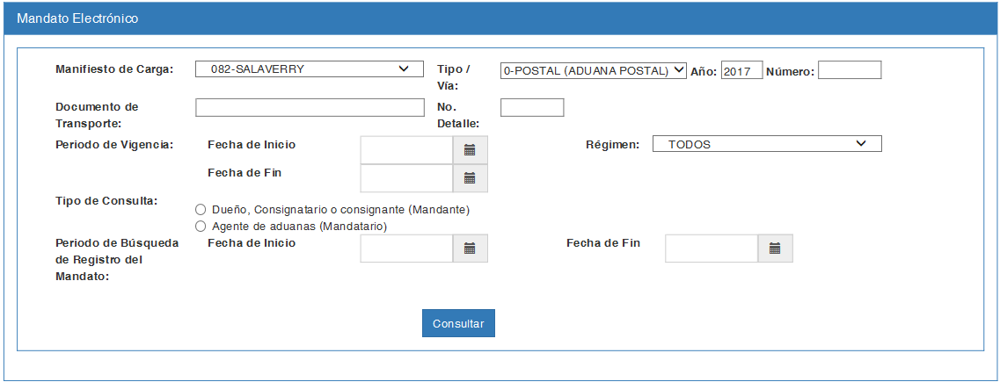 Mandato Electrónico
Manifiesto de Carga: 082-SALAVERRY Tipo / Vía: 0-POSTAL (ADUANA POSTAL) Año: 2017 Número:
Documento de Transporte: No. Detalle:
Periodo de Vigencia: Fecha de Inicio Régimen: TODOS
Fecha de Fin
Tipo de Consulta:
Dueño, Consignatario o consignante (Mandante)
Agente de aduanas (Mandatario)
Periodo de Búsqueda de Registro del Mandato: Fecha de Inicio Fecha de Fin
Consultar